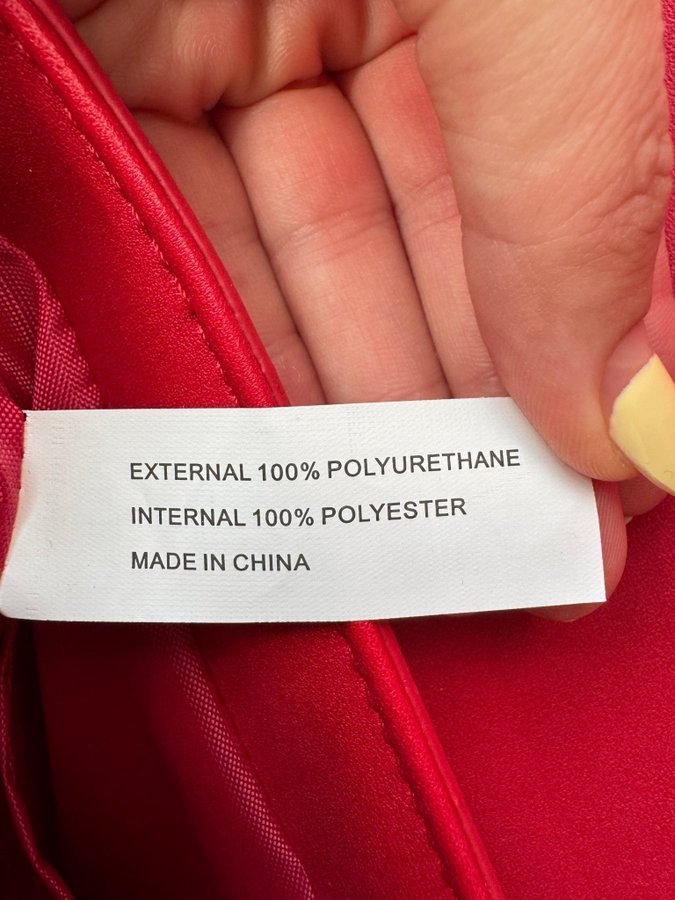 EXTERNAL 100% POLYURETHANE
INTERNAL 100% POLYESTER
MADE IN CHINA